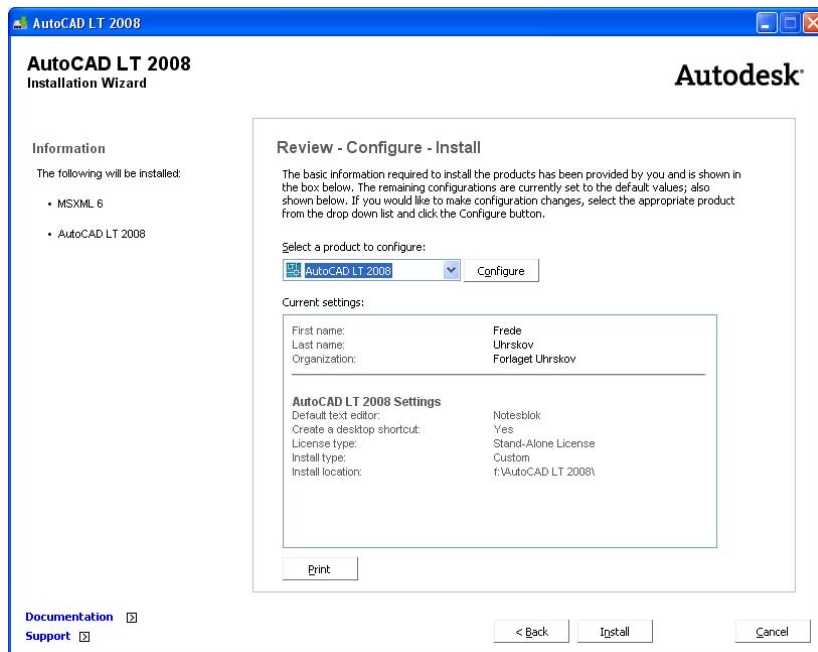 AutoCAD LT 2008
AutoCAD LT 2008
Installation Wizard
Autodesk
Information
The following will be installed:
• MSXML 6
• AutoCAD LT 2008
Review - Configure - Install
The basic information required to install the products has been provided by you and is shown in
the box below. The remaining configurations are currently set to the default values; also
shown below. If you would like to make configuration changes, select the appropriate product
from the drop down list and click the Configure button.
Select a product to configure:
AutoCAD LT 2008
Configure
Current settings:
First name: Frede
Last name: Uhrskov
Organization: Forlaget Uhrskov
AutoCAD LT 2008 Settings
Default text editor: Notesblok
Create a desktop shortcut: Yes
License type: Stand-Alone License
Install type: Custom
Install location: f:\AutoCAD LT 2008\
Print
Documentation
Support
< Back
Install
Cancel